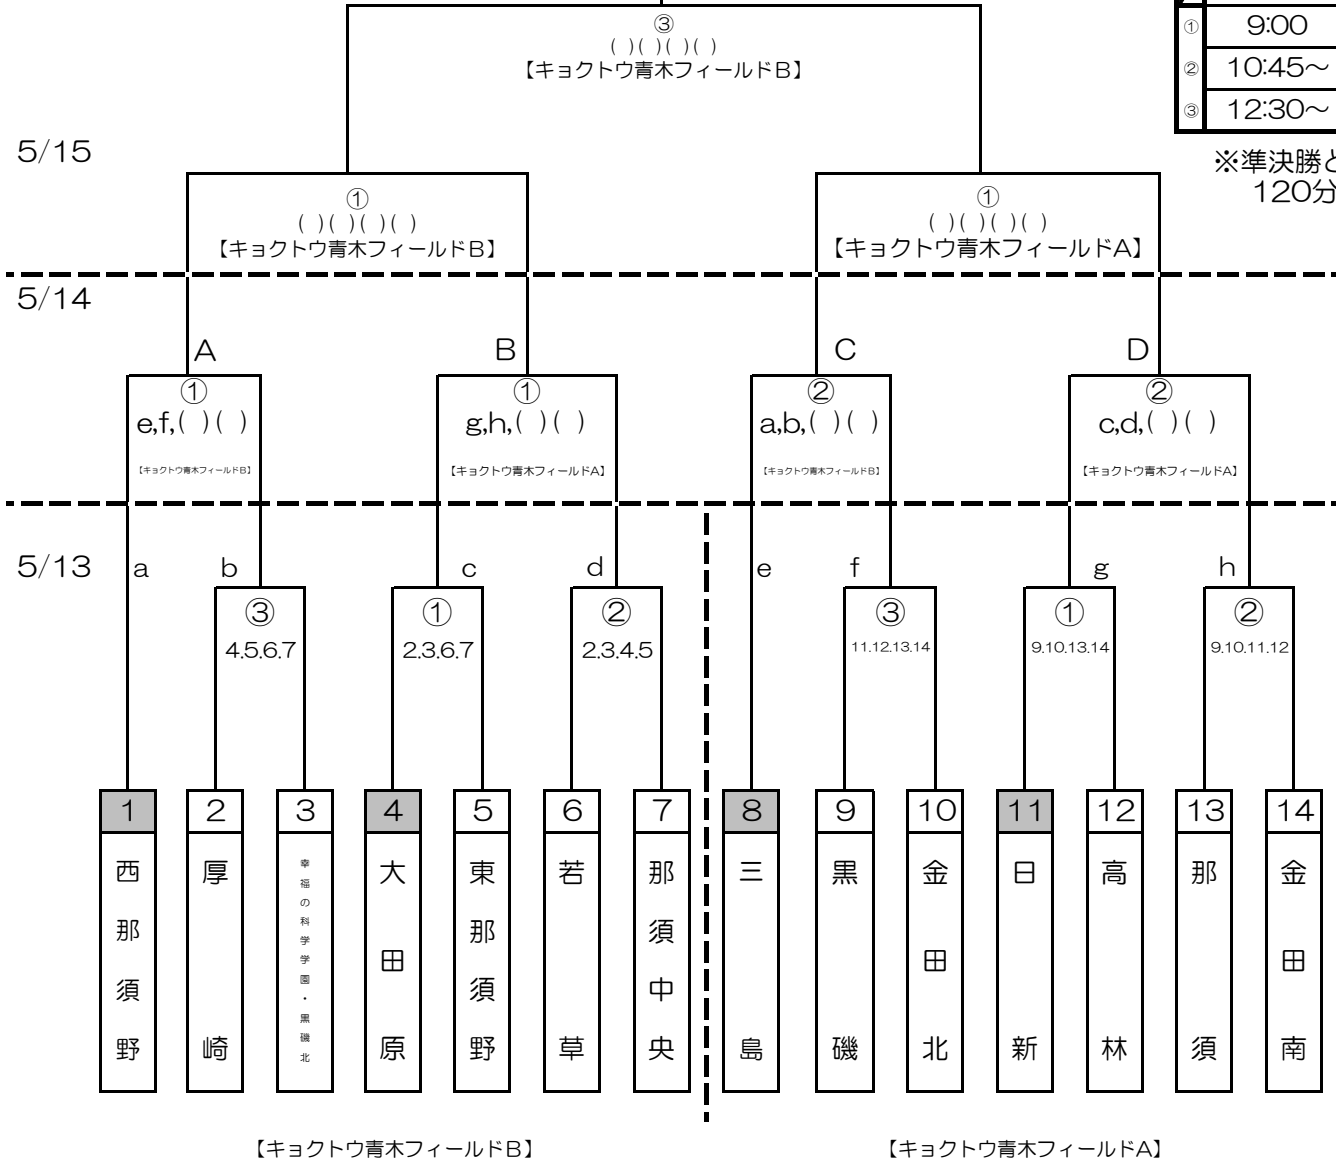 ③
( )( )( )( )
【キョクトウ青木フィールドB】
① 9:00
② 10:45～
③ 12:30～
※準決勝と
120分
5/15
①
( )( )( )( )
【キョクトウ青木フィールドB】
①
( )( )( )( )
【キョクトウ青木フィールドA】
5/14
A
B
C
D
①
e,f,( )( )
【キョクトウ青木フィールドB】
①
g,h,( )( )
【キョクトウ青木フィールドA】
②
a,b,( )( )
【キョクトウ青木フィールドB】
②
c,d,( )( )
【キョクトウ青木フィールドA】
5/13
a
b
c
d
e
f
g
h
③
4.5.6.7
①
2.3.6.7
②
2.3.4.5
③
11.12.13.14
①
9.10.13.14
②
9.10.11.12
1
西那須野
2
厚崎
3
幸福の科学学園・黒磯北
4
大田原
5
東那須野
6
若草
7
那須中央
8
三島
9
黒磯
10
金田北
11
日新
12
高林
13
那須
14
金田南
【キョクトウ青木フィールドB】
【キョクトウ青木フィールドA】